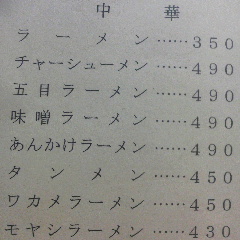 中華
ラーメン……350
チャーシューメン……490
五目ラーメン……490
味噌ラーメン……490
あんかけラーメン……490
タンメン……450
ワカメラーメン……450
モヤシラーメン……430